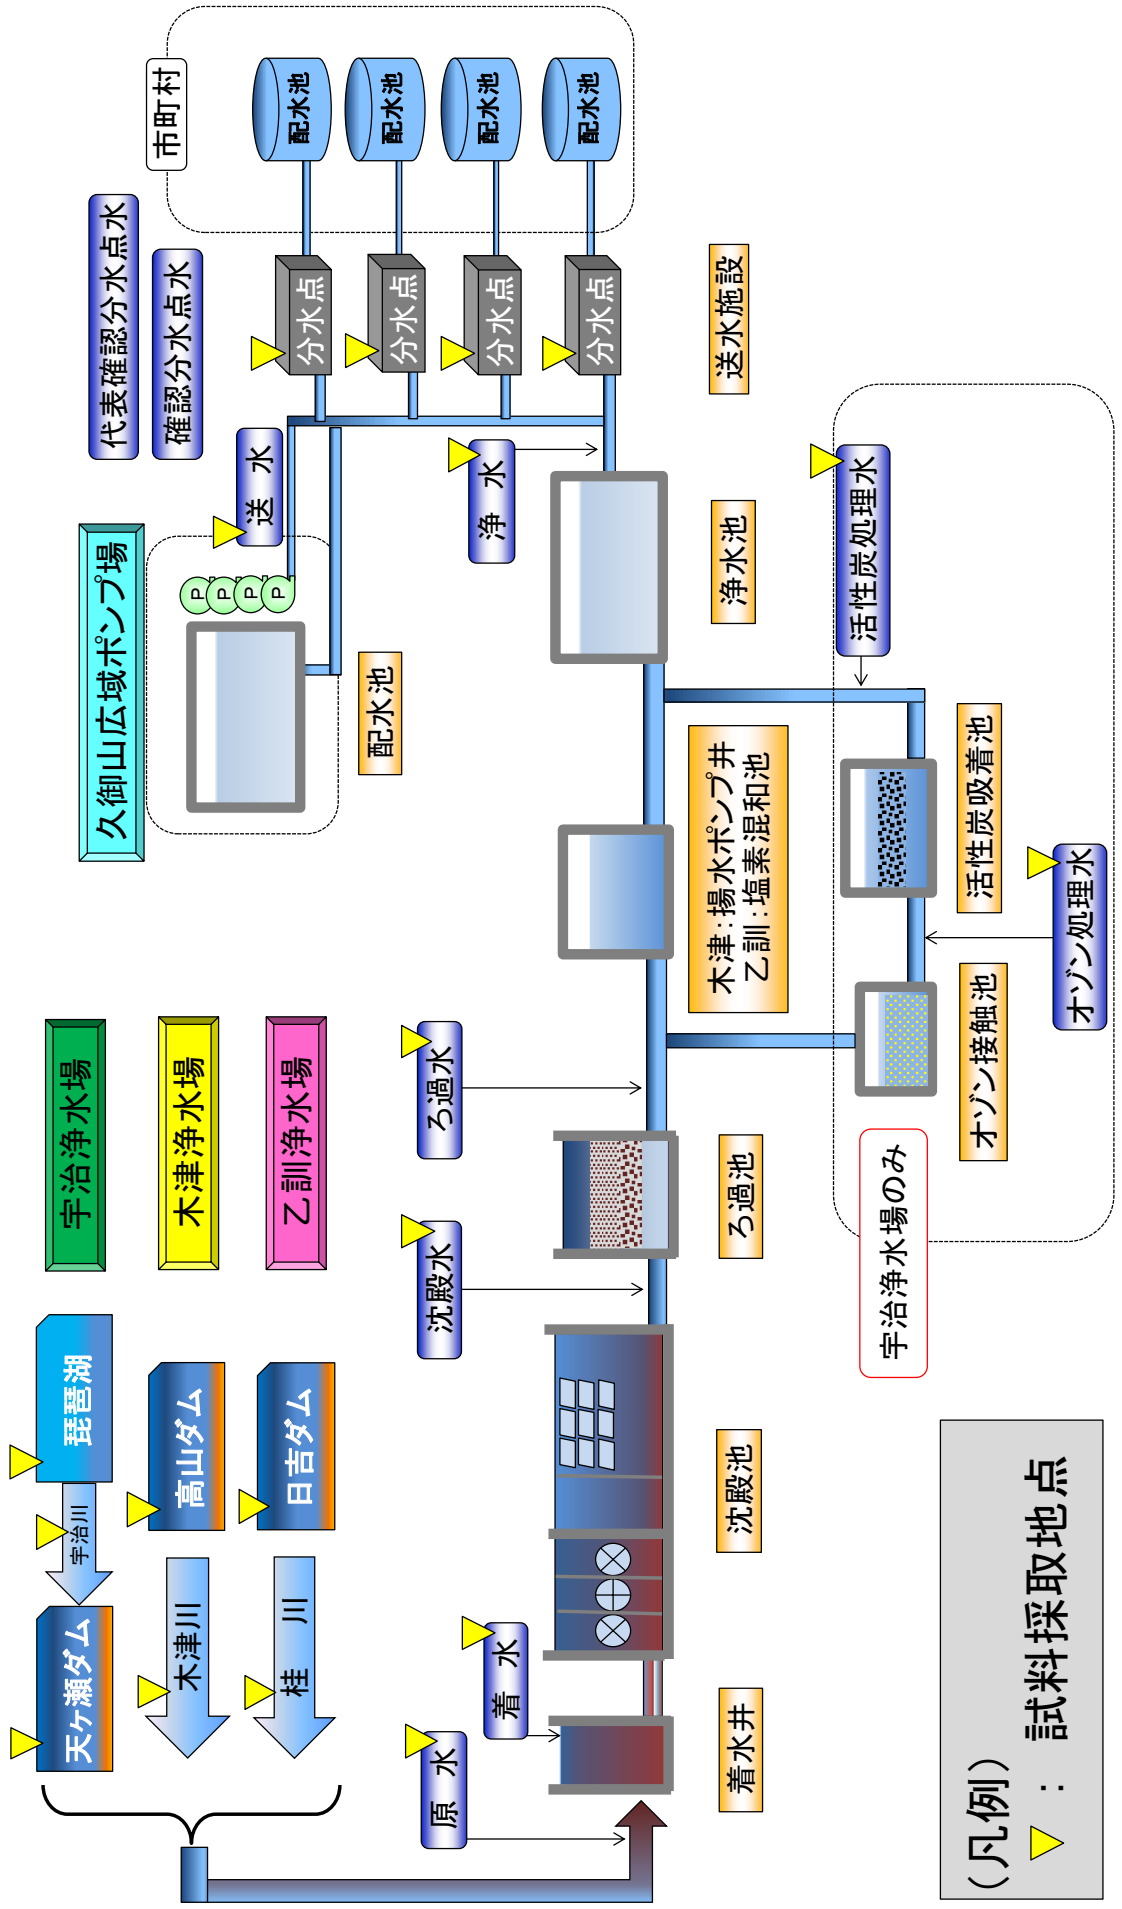 宇治浄水場
木津浄水場
乙訓浄水場
久御山広域ポンプ場
代表確認分水点水
確認分水点水
市町村
天ヶ瀬ダム
宇治川
琵琶湖
木津川
高山ダム
桂 川
日吉ダム
原 水
着 水
沈殿水
ろ過水
浄 水
送 水
P
P
P
P
配水池
分水点
分水点
分水点
分水点
配水池
配水池
配水池
配水池
着水井
沈殿池
ろ過池
木津：揚水ポンプ井
乙訓：塩素混和池
浄水池
送水施設
宇治浄水場のみ
オゾン接触池
活性炭吸着池
オゾン処理水
活性炭処理水
（凡例）
： 試料採取地点